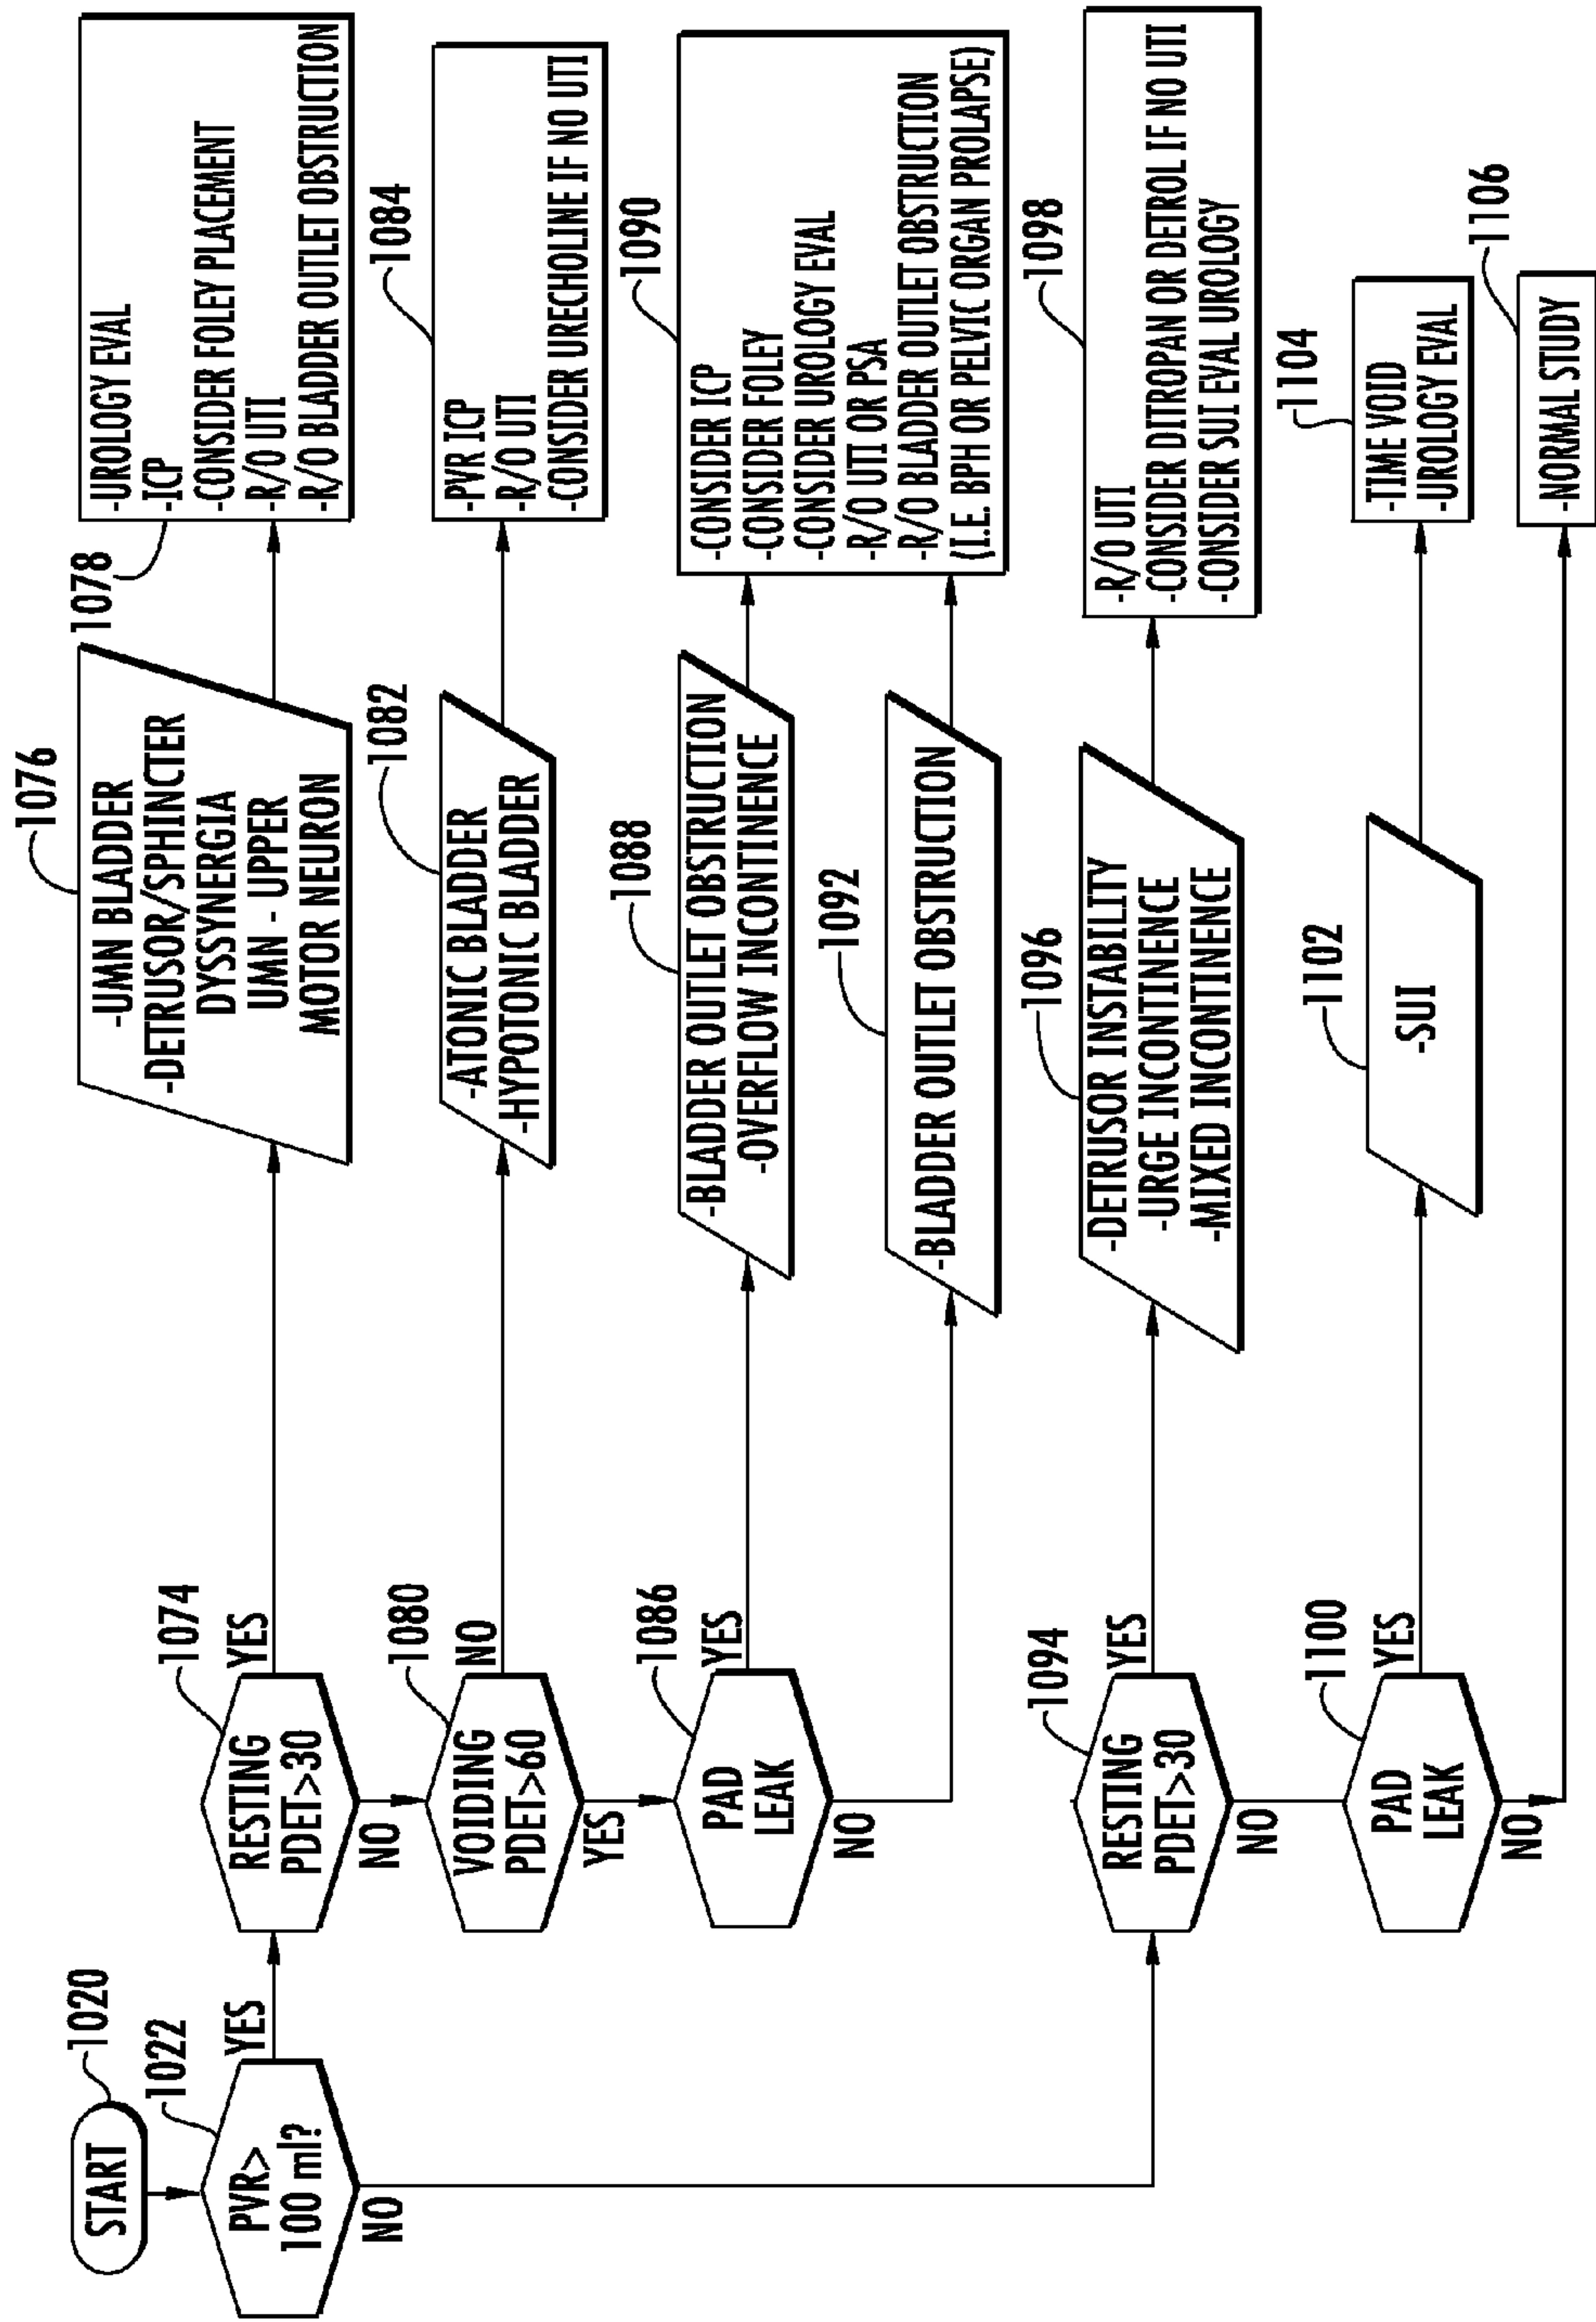 START
1020
PVR>
100 ml?
1022
YES
NO
RESTING
PDET>30
1074
YES
NO
-UMN BLADDER
-DETRUSOR/SPHINCTER
DYSSYNERGIA
UMN - UPPER
MOTOR NEURON
1076
-UROLOGY EVAL
-ICP
-CONSIDER FOLEY PLACEMENT
-R/O UTI
-R/O BLADDER OUTLET OBSTRUCTION
1078
VOIDING
PDET>60
1080
NO
YES
-ATONIC BLADDER
-HYPOTONIC BLADDER
1082
-PVR ICP
-R/O UTI
-CONSIDER URECHOLINE IF NO UTI
1084
PAD
LEAK
1086
YES
NO
-BLADDER OUTLET OBSTRUCTION
-OVERFLOW INCONTINENCE
1088
-CONSIDER ICP
-CONSIDER FOLEY
-CONSIDER UROLOGY EVAL
-R/O UTI OR PSA
-R/O BLADDER OUTLET OBSTRUCTION
(I.E. BPH OR PELVIC ORGAN PROLAPSE)
1090
-BLADDER OUTLET OBSTRUCTION
1092
RESTING
PDET>30
1094
YES
NO
-DETRUSOR INSTABILITY
-URGE INCONTINENCE
-MIXED INCONTINENCE
1096
-R/O UTI
-CONSIDER DITROPAN OR DETROL IF NO UTI
-CONSIDER SUI EVAL UROLOGY
1098
PAD
LEAK
1100
YES
NO
-SUI
1102
-TIME VOID
-UROLOGY EVAL
1104
-NORMAL STUDY
1106